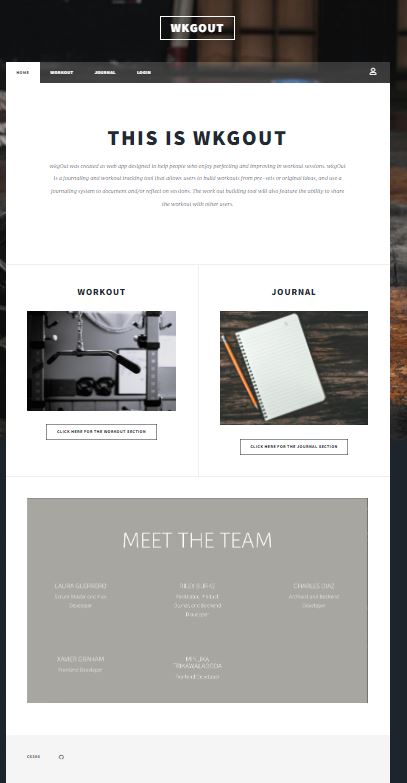 WKGOUT
HOME WORKOUT JOURNAL LOGIN
THIS IS WKGOUT
wkgOut was created as web app designed to help people who enjoy perfecting and improving in workout sessions. wkgOut
is a journaling and workout tracking tool that allows users to build workouts from pre-sets or original ideas, and use a
journaling system to document and/or reflect on sessions. The work out building tool will also feature the ability to share
the workout with other users.
WORKOUT
JOURNAL
CLICK HERE FOR THE WORKOUT SECTION
CLICK HERE FOR THE JOURNAL SECTION
MEET THE TEAM
LAURA GUERRERO
Scrum Master and Flex
Developer
RILEY BURKE
Product
Owner, and Backend
Developer
CHARLES DIAZ
Architect and Backend
Developer
XAVIER GRAHAM
Frontend Developer
Frontend Developer
CS386